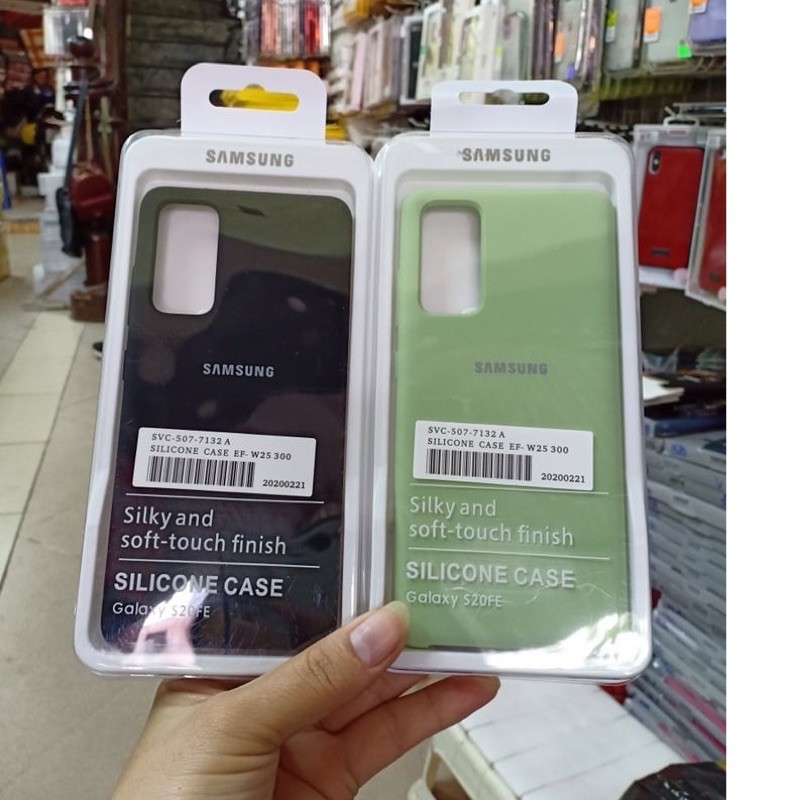 SAMSUNG
SAMSUNG
SVC-507-7132 A
SILICONE CASE EF- W25 300
20200221
Silky and
soft-touch finish
SILICONE CASE
Galaxy S20FE
SAMSUNG
SAMSUNG
SVC-507-7132 A
SILICONE CASE EF- W25 300
20200221
Silky and
soft-touch finish
SILICONE CASE
Galaxy S20FE